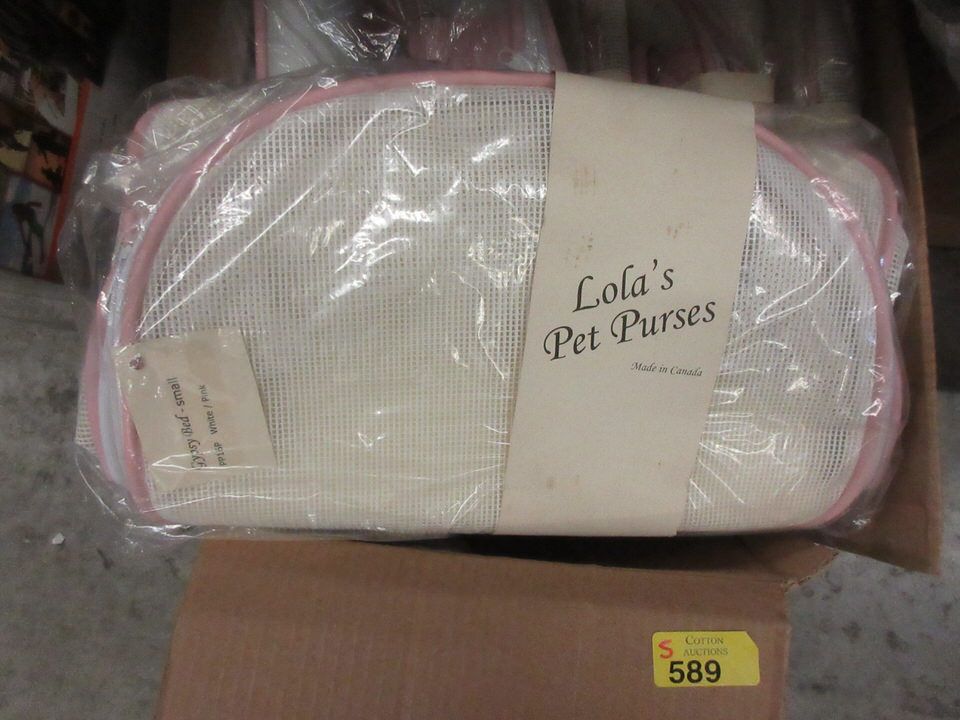 Lola's
Pet Purses
Made in Canada
Gypsy Bed - small
White / Pink
COTTON
S AUCTIONS
589